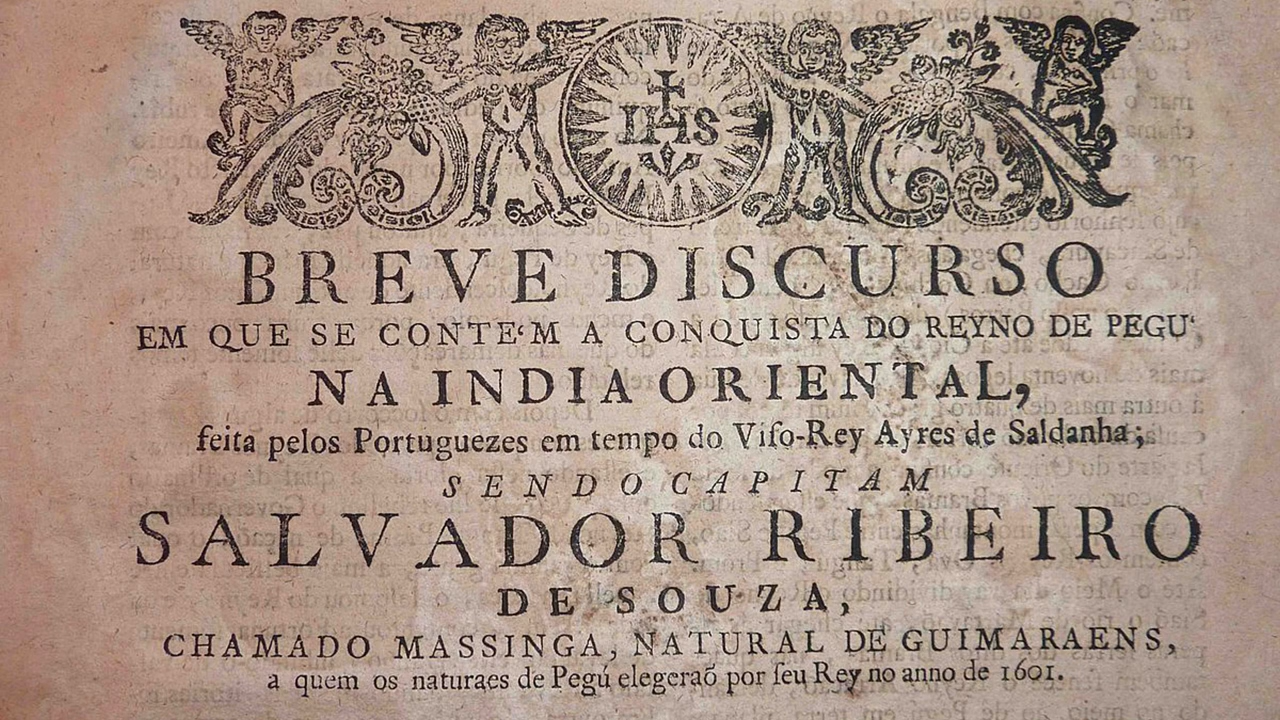 IHS
BREVE DISCURSO
EM QUE SE CONTE‘M A CONQUISTA DO REYNO DE PEGU‘
NA INDIA ORIENTAL,
feita pelos Portuguezes em tempo do Viſo-Rey Ayres de Saldanha;
SENDO CAPITAM
SALVADOR RIBEIRO
DE SOUZA,
CHAMADO MASSINGA, NATURAL DE GUIMARAENS,
a quem os naturaes de Pegú elegeraõ por ſeu Rey no anno de 1601.